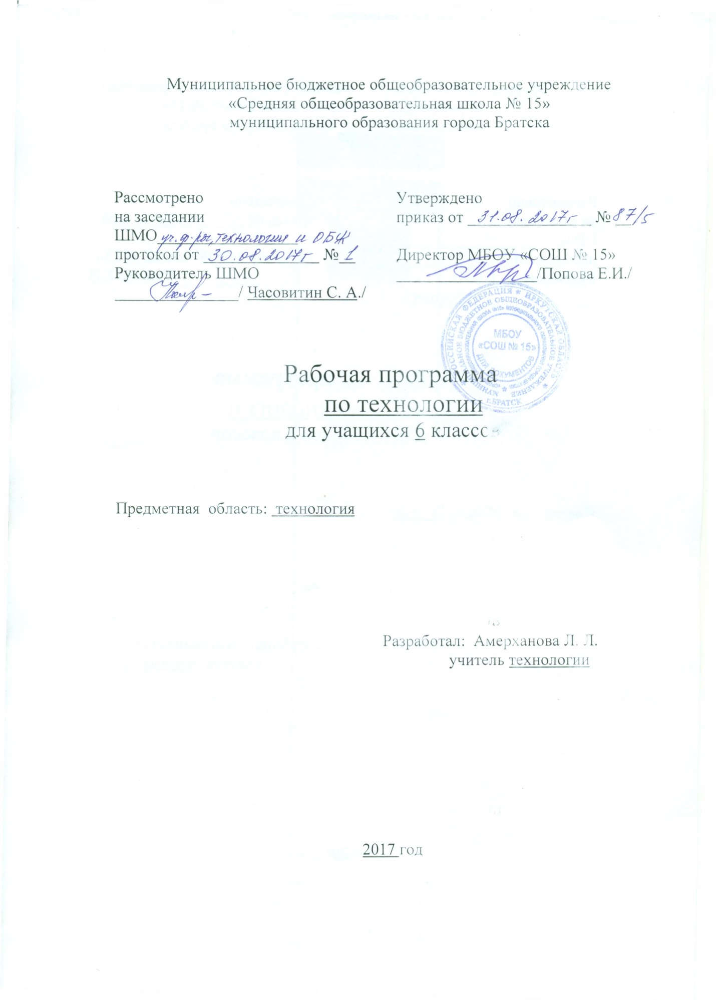 Муниципальное бюджетное общеобразовательное учреждение
«Средняя общеобразовательная школа № 15»
муниципального образования города Братска
Рассмотрено
на заседании
ШМО уч. ф-ры, технологии и ОБЖ
протокол от 30.08.2017г № 1
Руководитель ШМО
/ Часовитин С. А./
Утверждено
приказ от 31.08.2017г № 87/5
Директор МБОУ «СОШ № 15»
/Попова Е.И./
РОССИЙСКАЯ ФЕДЕРАЦИЯ * ИРКУТСКАЯ ОБЛАСТЬ *
г.БРАТСК
МУНИЦИПАЛЬНОЕ БЮДЖЕТНОЕ ОБЩЕОБРАЗОВАТЕЛЬНОЕ УЧРЕЖДЕНИЕ *
МБОУ
«СОШ № 15»
ДЛЯ ДОКУМЕНТОВ
Рабочая программа
по технологии
для учащихся 6 классов
Предметная область: технология
Разработал: Амерханова Л. Л.
учитель технологии
2017 год